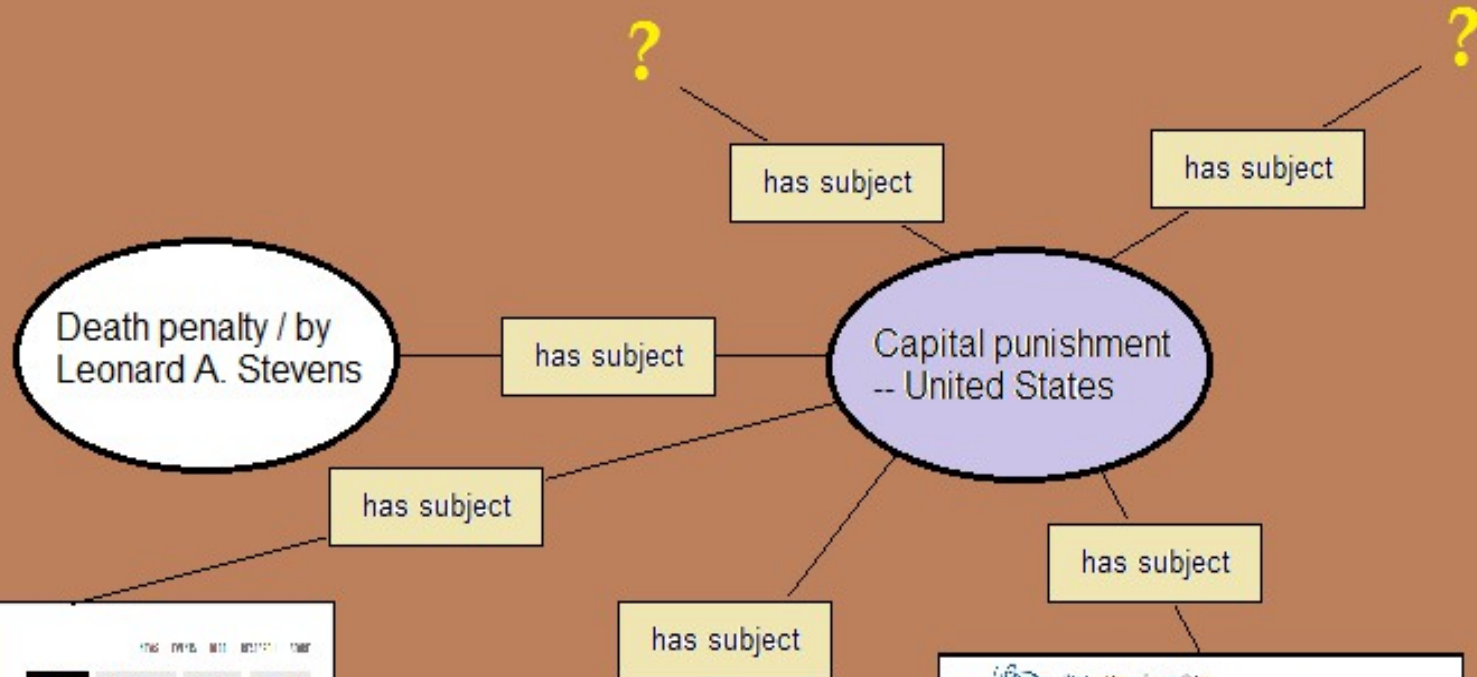 ?
?
has subject
has subject
Death penalty / by
Leonard A. Stevens
has subject
Capital punishment
-- United States
has subject
has subject
has subject